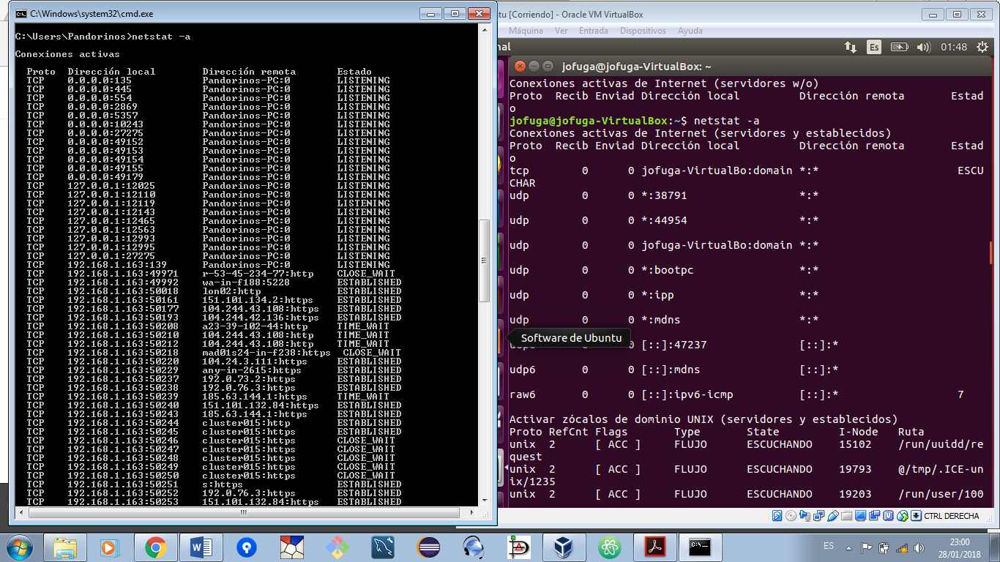 C:\Windows\system32\cmd.exe
C:\Users\Pandorinos>netstat -a
Conexiones activas
Proto Dirección local Dirección remota Estado
TCP 0.0.0.0:135 Pandorinos-PC:0 LISTENING
TCP 0.0.0.0:445 Pandorinos-PC:0 LISTENING
TCP 0.0.0.0:554 Pandorinos-PC:0 LISTENING
TCP 0.0.0.0:2869 Pandorinos-PC:0 LISTENING
TCP 0.0.0.0:5357 Pandorinos-PC:0 LISTENING
TCP 0.0.0.0:10243 Pandorinos-PC:0 LISTENING
TCP 0.0.0.0:27275 Pandorinos-PC:0 LISTENING
TCP 0.0.0.0:49152 Pandorinos-PC:0 LISTENING
TCP 0.0.0.0:49153 Pandorinos-PC:0 LISTENING
TCP 0.0.0.0:49154 Pandorinos-PC:0 LISTENING
TCP 0.0.0.0:49155 Pandorinos-PC:0 LISTENING
TCP 0.0.0.0:49179 Pandorinos-PC:0 LISTENING
TCP 127.0.0.1:12025 Pandorinos-PC:0 LISTENING
TCP 127.0.0.1:12110 Pandorinos-PC:0 LISTENING
TCP 127.0.0.1:12119 Pandorinos-PC:0 LISTENING
TCP 127.0.0.1:12143 Pandorinos-PC:0 LISTENING
TCP 127.0.0.1:12465 Pandorinos-PC:0 LISTENING
TCP 127.0.0.1:12563 Pandorinos-PC:0 LISTENING
TCP 127.0.0.1:12993 Pandorinos-PC:0 LISTENING
TCP 127.0.0.1:12995 Pandorinos-PC:0 LISTENING
TCP 127.0.0.1:27275 Pandorinos-PC:0 LISTENING
TCP 192.168.1.163:139 Pandorinos-PC:0 LISTENING
TCP 192.168.1.163:49971 r-53-45-234-77:http CLOSE_WAIT
TCP 192.168.1.163:49992 wa-in-f188:5228 ESTABLISHED
TCP 192.168.1.163:50018 lon02:http ESTABLISHED
TCP 192.168.1.163:50161 151.101.134.2:https ESTABLISHED
TCP 192.168.1.163:50177 104.244.43.108:https ESTABLISHED
TCP 192.168.1.163:50193 104.244.42.136:https ESTABLISHED
TCP 192.168.1.163:50208 a23-39-102-44:http TIME_WAIT
TCP 192.168.1.163:50210 104.244.43.108:http TIME_WAIT
TCP 192.168.1.163:50212 104.244.43.108:http TIME_WAIT
TCP 192.168.1.163:50218 mad01s24-in-f238:https CLOSE_WAIT
TCP 192.168.1.163:50220 104.24.3.111:https ESTABLISHED
TCP 192.168.1.163:50229 any-in-2615:https ESTABLISHED
TCP 192.168.1.163:50237 192.0.73.2:https ESTABLISHED
TCP 192.168.1.163:50238 192.0.76.3:https ESTABLISHED
TCP 192.168.1.163:50239 185.63.144.1:https TIME_WAIT
TCP 192.168.1.163:50240 151.101.132.84:https ESTABLISHED
TCP 192.168.1.163:50243 185.63.144.1:https ESTABLISHED
TCP 192.168.1.163:50244 cluster015:http ESTABLISHED
TCP 192.168.1.163:50245 cluster015:https ESTABLISHED
TCP 192.168.1.163:50246 cluster015:https CLOSE_WAIT
TCP 192.168.1.163:50247 cluster015:https CLOSE_WAIT
TCP 192.168.1.163:50248 cluster015:https CLOSE_WAIT
TCP 192.168.1.163:50249 cluster015:https CLOSE_WAIT
TCP 192.168.1.163:50250 cluster015:https CLOSE_WAIT
TCP 192.168.1.163:50251 s:https ESTABLISHED
TCP 192.168.1.163:50252 192.0.76.3:https ESTABLISHED
TCP 192.168.1.163:50253 151.101.132.84:https ESTABLISHED
tu [Corriendo] - Oracle VM VirtualBox
Máquina Ver Entrada Dispositivos Ayuda
nal Es 01:48
jofuga@jofuga-VirtualBox: ~
Conexiones activas de Internet (servidores w/o)
Proto Recib Enviad Dirección local Dirección remota Estad
o
jofuga@jofuga-VirtualBox:~$ netstat -a
Conexiones activas de Internet (servidores y establecidos)
Proto Recib Enviad Dirección local Dirección remota Estad
o
tcp 0 0 jofuga-VirtualBo:domain *:* ESCU
CHAR
udp 0 0 *:38791 *:*
udp 0 0 *:44954 *:*
udp 0 0 jofuga-VirtualBo:domain *:*
udp 0 0 *:bootpc *:*
udp 0 0 *:ipp *:*
udp 0 0 *:mdns *:*
Software de Ubuntu
0 [::]:47237 [::]:*
udp6 0 0 [::]:mdns [::]:*
raw6 0 0 [::]:ipv6-icmp [::]:* 7
Activar zócalos de dominio UNIX (servidores y establecidos)
Proto RefCnt Flags Type State I-Node Ruta
unix 2 [ ACC ] FLUJO ESCUCHANDO 15102 /run/uuidd/re
quest
unix 2 [ ACC ] FLUJO ESCUCHANDO 19793 @/tmp/.ICE-un
ix/1235
unix 2 [ ACC ] FLUJO ESCUCHANDO 19203 /run/user/100
CTRL DERECHA
ES
23:00
28/01/2018